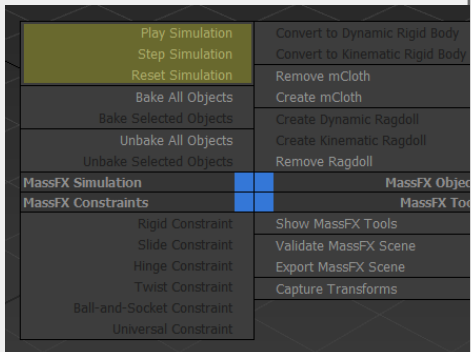 Play Simulation
Step Simulation
Reset Simulation
Bake All Objects
Bake Selected Objects
Unbake All Objects
Unbake Selected Objects
MassFX Simulation
MassFX Constraints
Rigid Constraint
Slide Constraint
Hinge Constraint
Twist Constraint
Ball-and-Socket Constraint
Universal Constraint
Convert to Dynamic Rigid Body
Convert to Kinematic Rigid Body
Remove mCloth
Create mCloth
Create Dynamic Ragdoll
Create Kinematic Ragdoll
Remove Ragdoll
MassFX Objec
MassFX Too
Show MassFX Tools
Validate MassFX Scene
Export MassFX Scene
Capture Transforms